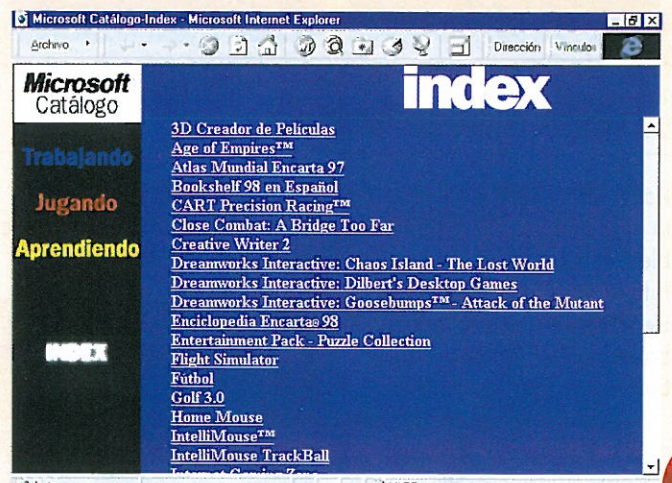 Microsoft Catálogo-Index - Microsoft Internet Explorer
Archivo
Dirección Vínculos
Microsoft
Catálogo
Trabajando
Jugando
Aprendiendo
INDEX
index
3D Creador de Películas
Age of Empires™
Atlas Mundial Encarta 97
Bookshelf 98 en Español
CART Precision Racing™
Close Combat: A Bridge Too Far
Creative Writer 2
Dreamworks Interactive: Chaos Island - The Lost World
Dreamworks Interactive: Dilbert's Desktop Games
Dreamworks Interactive: Goosebumps™ - Attack of the Mutant
Enciclopedia Encarta® 98
Entertainment Pack - Puzzle Collection
Flight Simulator
Fútbol
Golf 3.0
Home Mouse
IntelliMouse™
IntelliMouse TrackBall
Internet Gaming Zone